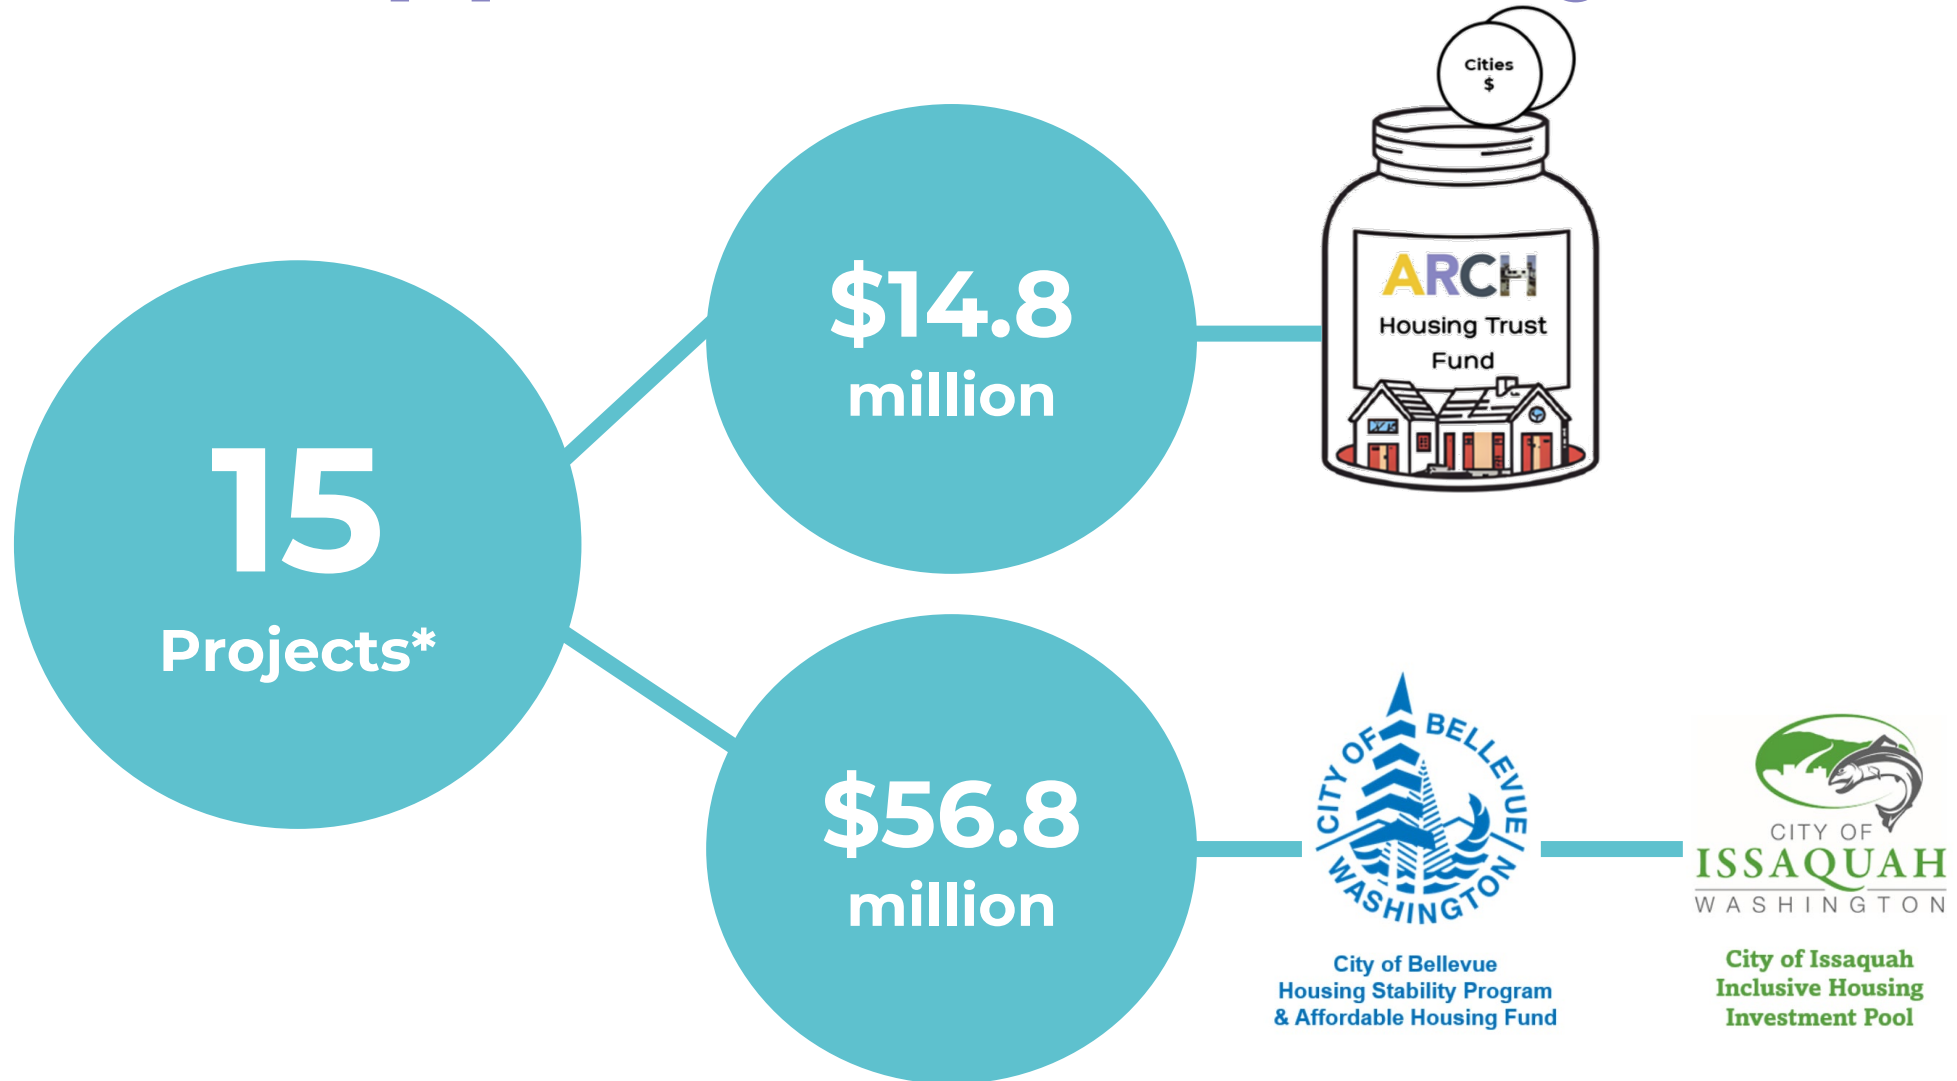 15
Projects*
$14.8
million
Cities
$
ARCH
Housing Trust
Fund
$56.8
million
CITY OF BELLEVUE
WASHINGTON
City of Bellevue
Housing Stability Program
& Affordable Housing Fund
CITY OF
ISSAQUAH
WASHINGTON
City of Issaquah
Inclusive Housing
Investment Pool